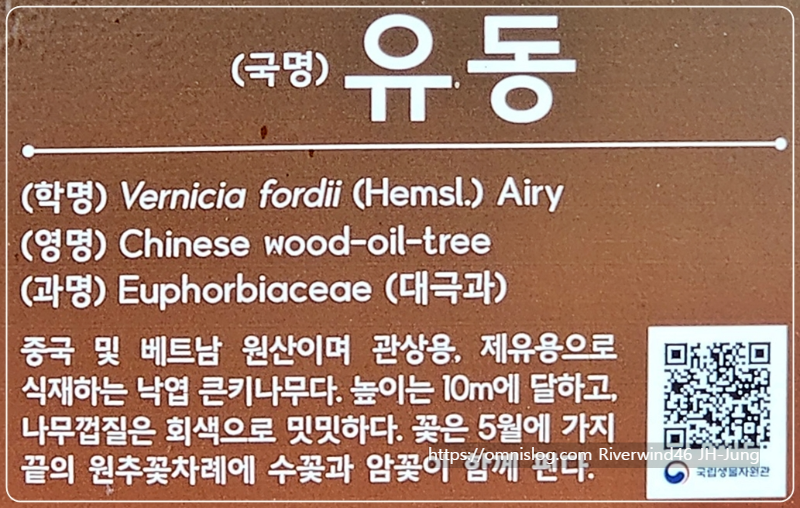 (국명) 유동
(학명) Vernicia fordii (Hemsl.) Airy
(영명) Chinese wood-oil-tree
(과명) Euphorbiaceae (대극과)
중국 및 베트남 원산이며 관상용, 제유용으로
식재하는 낙엽 큰키나무다. 높이는 10m에 달하고,
나무껍질은 회색으로 밋밋하다. 꽃은 5월에 가지
끝의 원추꽃차례에 수꽃과 암꽃이 함께 핀다.
https://omnislog.com Riverwind46 JH-Jung
국립생물자원관